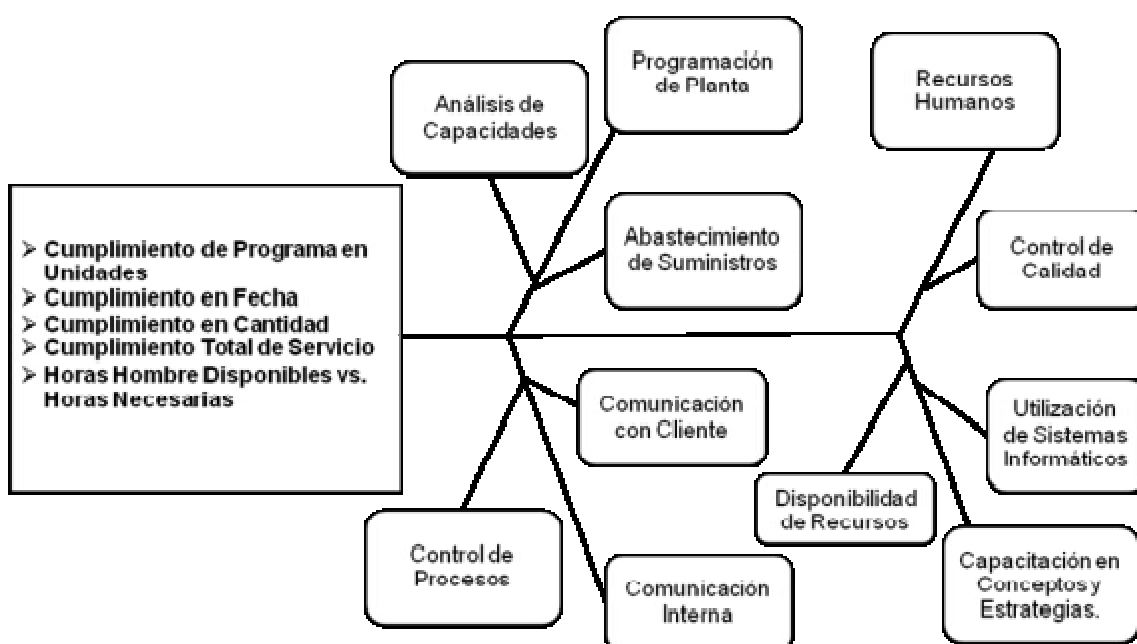 Programación
de Planta
Recursos
Humanos
Análisis de
Capacidades
Abastecimiento
de Suministros
Control de
Calidad
➢ Cumplimiento de Programa en
Unidades
➢ Cumplimiento en Fecha
➢ Cumplimiento en Cantidad
➢ Cumplimiento Total de Servicio
➢ Horas Hombre Disponibles vs.
Horas Necesarias
Comunicación
con Cliente
Utilización
de Sistemas
Informáticos
Disponibilidad
de Recursos
Control de
Procesos
Comunicación
Interna
Capacitación en
Conceptos y
Estrategias.